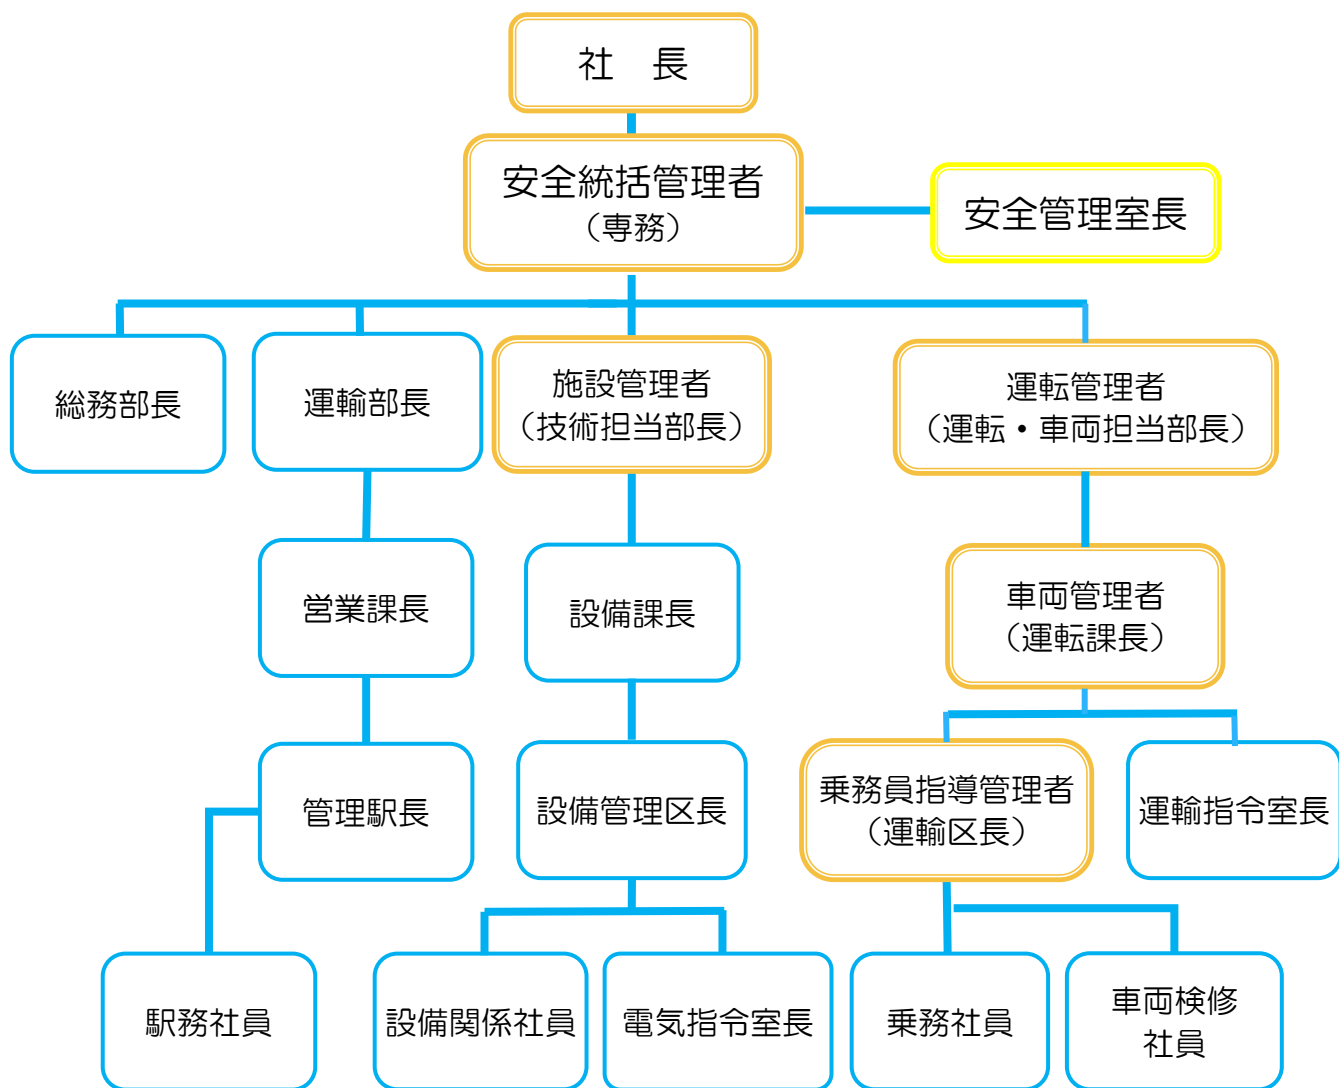 社　長
安全統括管理者
（専務）
安全管理室長
総務部長
運輸部長
施設管理者
（技術担当部長）
運転管理者
（運転・車両担当部長）
営業課長
設備課長
車両管理者
（運転課長）
管理駅長
設備管理区長
乗務員指導管理者
（運輸区長）
運輸指令室長
駅務社員
設備関係社員
電気指令室長
乗務社員
車両検修
社員